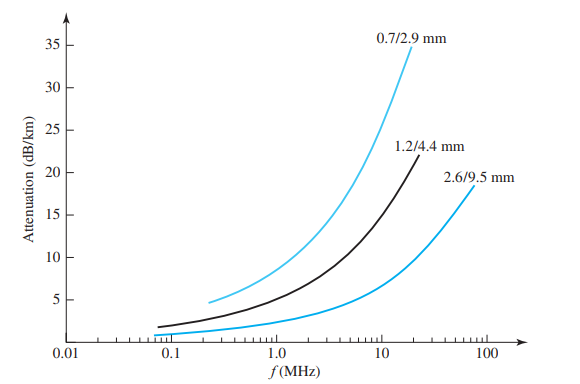 35
0.7/2.9 mm
30
25
1.2/4.4 mm
20
2.6/9.5 mm
15
10
5
Attenuation (dB/km)
0.01 0.1 1.0 10 100
f (MHz)